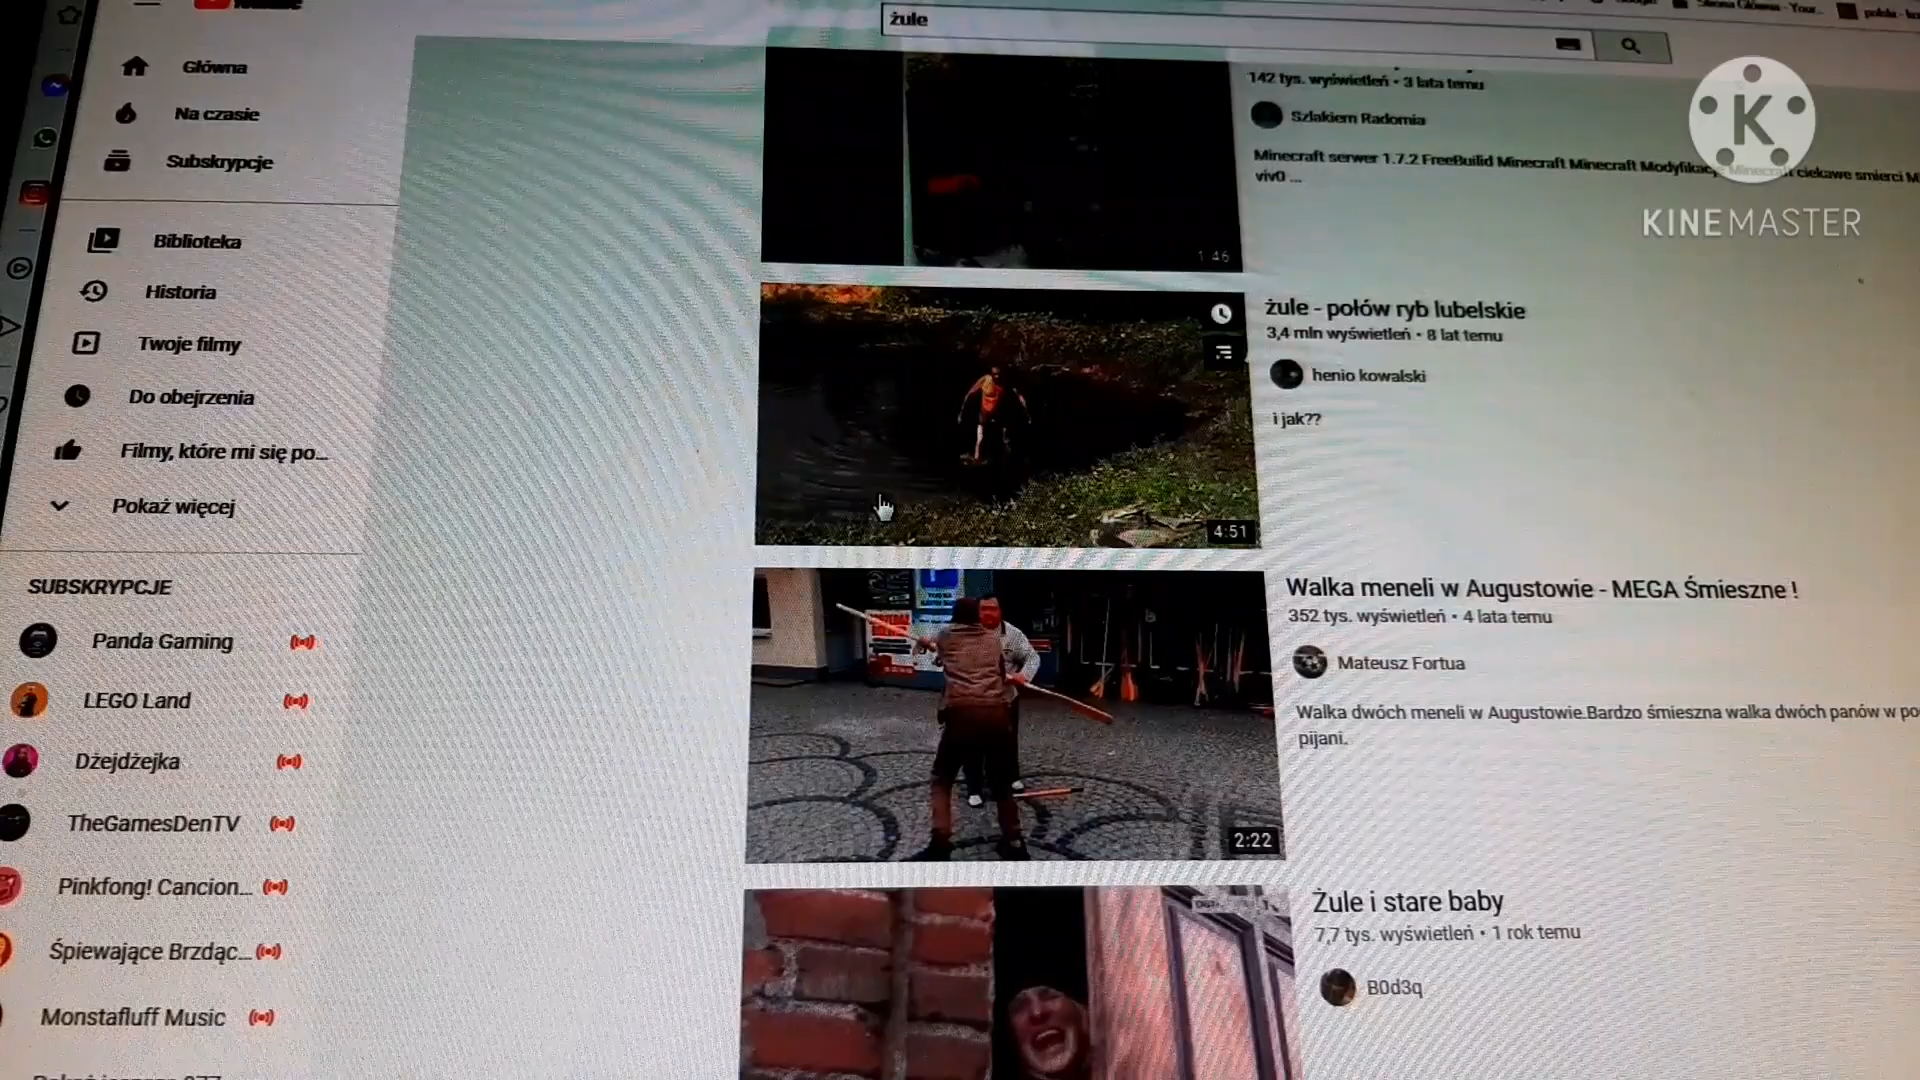 żule
Główna
Na czasie
Subskrypcje
Biblioteka
Historia
Twoje filmy
Do obejrzenia
Filmy, które mi się po...
Pokaż więcej
SUBSKRYPCJE
Panda Gaming
LEGO Land
Dżejdżejka
TheGamesDenTV
Pinkfong! Cancion...
Śpiewające Brzdąc...
Monstafluff Music
142 tys. wyświetleń • 3 lata temu
Szlakiem Radomia
Minecraft serwer 1.7.2 FreeBuilid Minecraft Minecraft Modyfikacje Minecraft ciekawe smierci M
viv0 ...
1:46
żule - połów ryb lubelskie
3,4 mln wyświetleń • 8 lat temu
henio kowalski
i jak??
4:51
Walka meneli w Augustowie - MEGA Śmieszne !
352 tys. wyświetleń • 4 lata temu
Mateusz Fortua
Walka dwóch meneli w Augustowie.Bardzo śmieszna walka dwóch panów w po
pijani.
2:22
Żule i stare baby
7,7 tys. wyświetleń • 1 rok temu
B0d3q
K
KINEMASTER